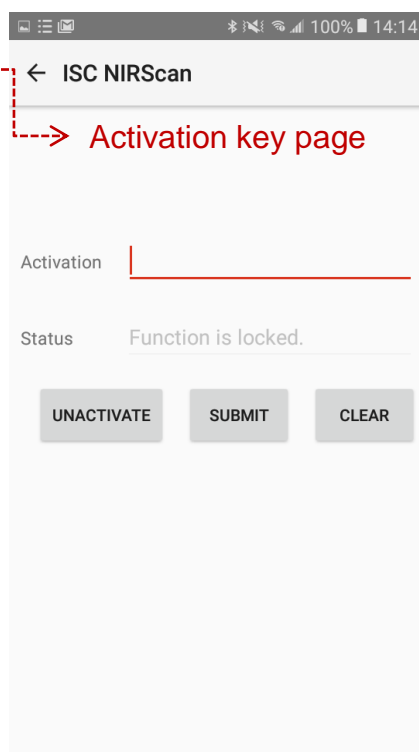 100% 14:14
← ISC NIRScan
Activation key page
Activation
Status Function is locked.
UNACTIVATE SUBMIT CLEAR